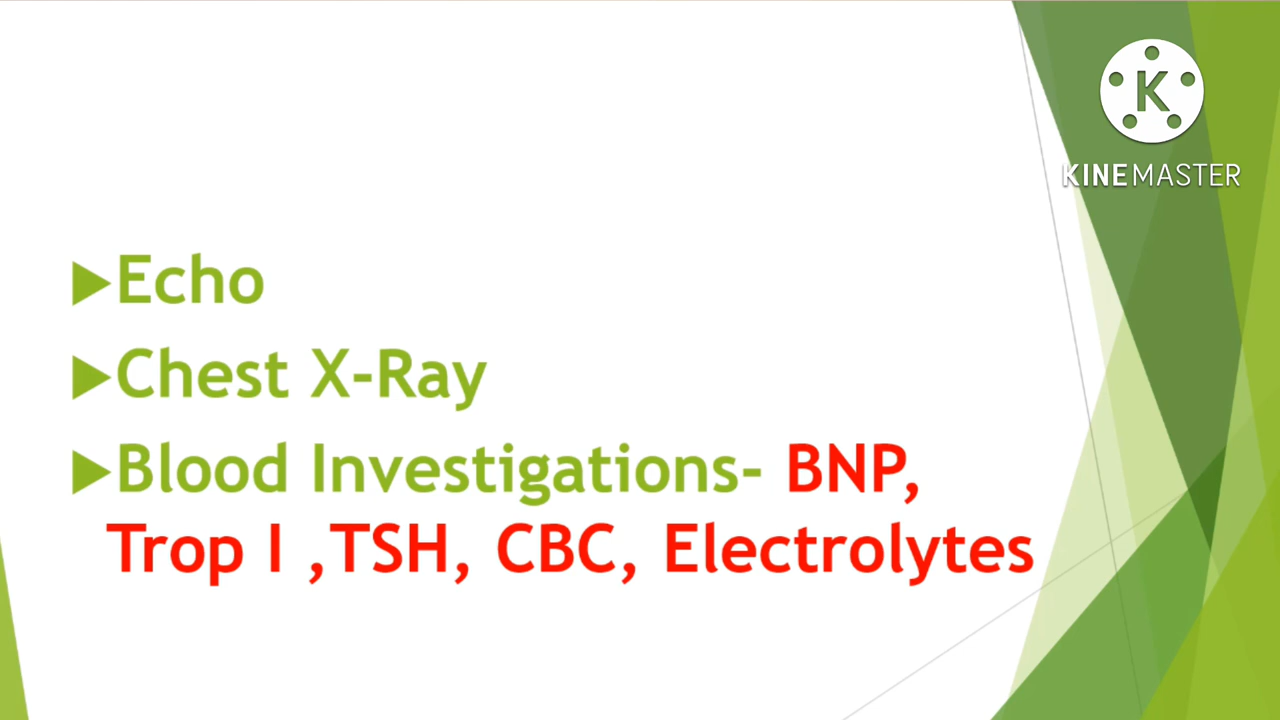 K
KINEMASTER
Echo
Chest X-Ray
Blood Investigations- BNP,
Trop I ,TSH, CBC, Electrolytes